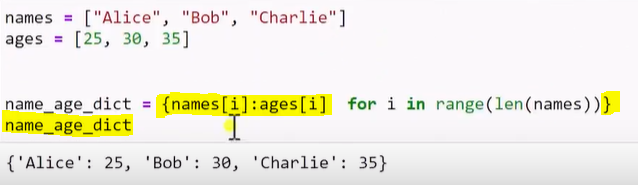 names = ["Alice", "Bob", "Charlie"]
ages = [25, 30, 35]
name_age_dict = {names[i]:ages[i]  for i in range(len(names))}
name_age_dict
{'Alice': 25, 'Bob': 30, 'Charlie': 35}